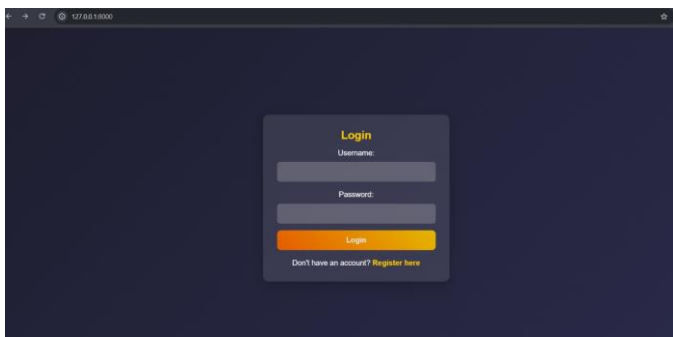 127.0.0.1:8000
Login
Username:
Password:
Login
Don't have an account? Register here